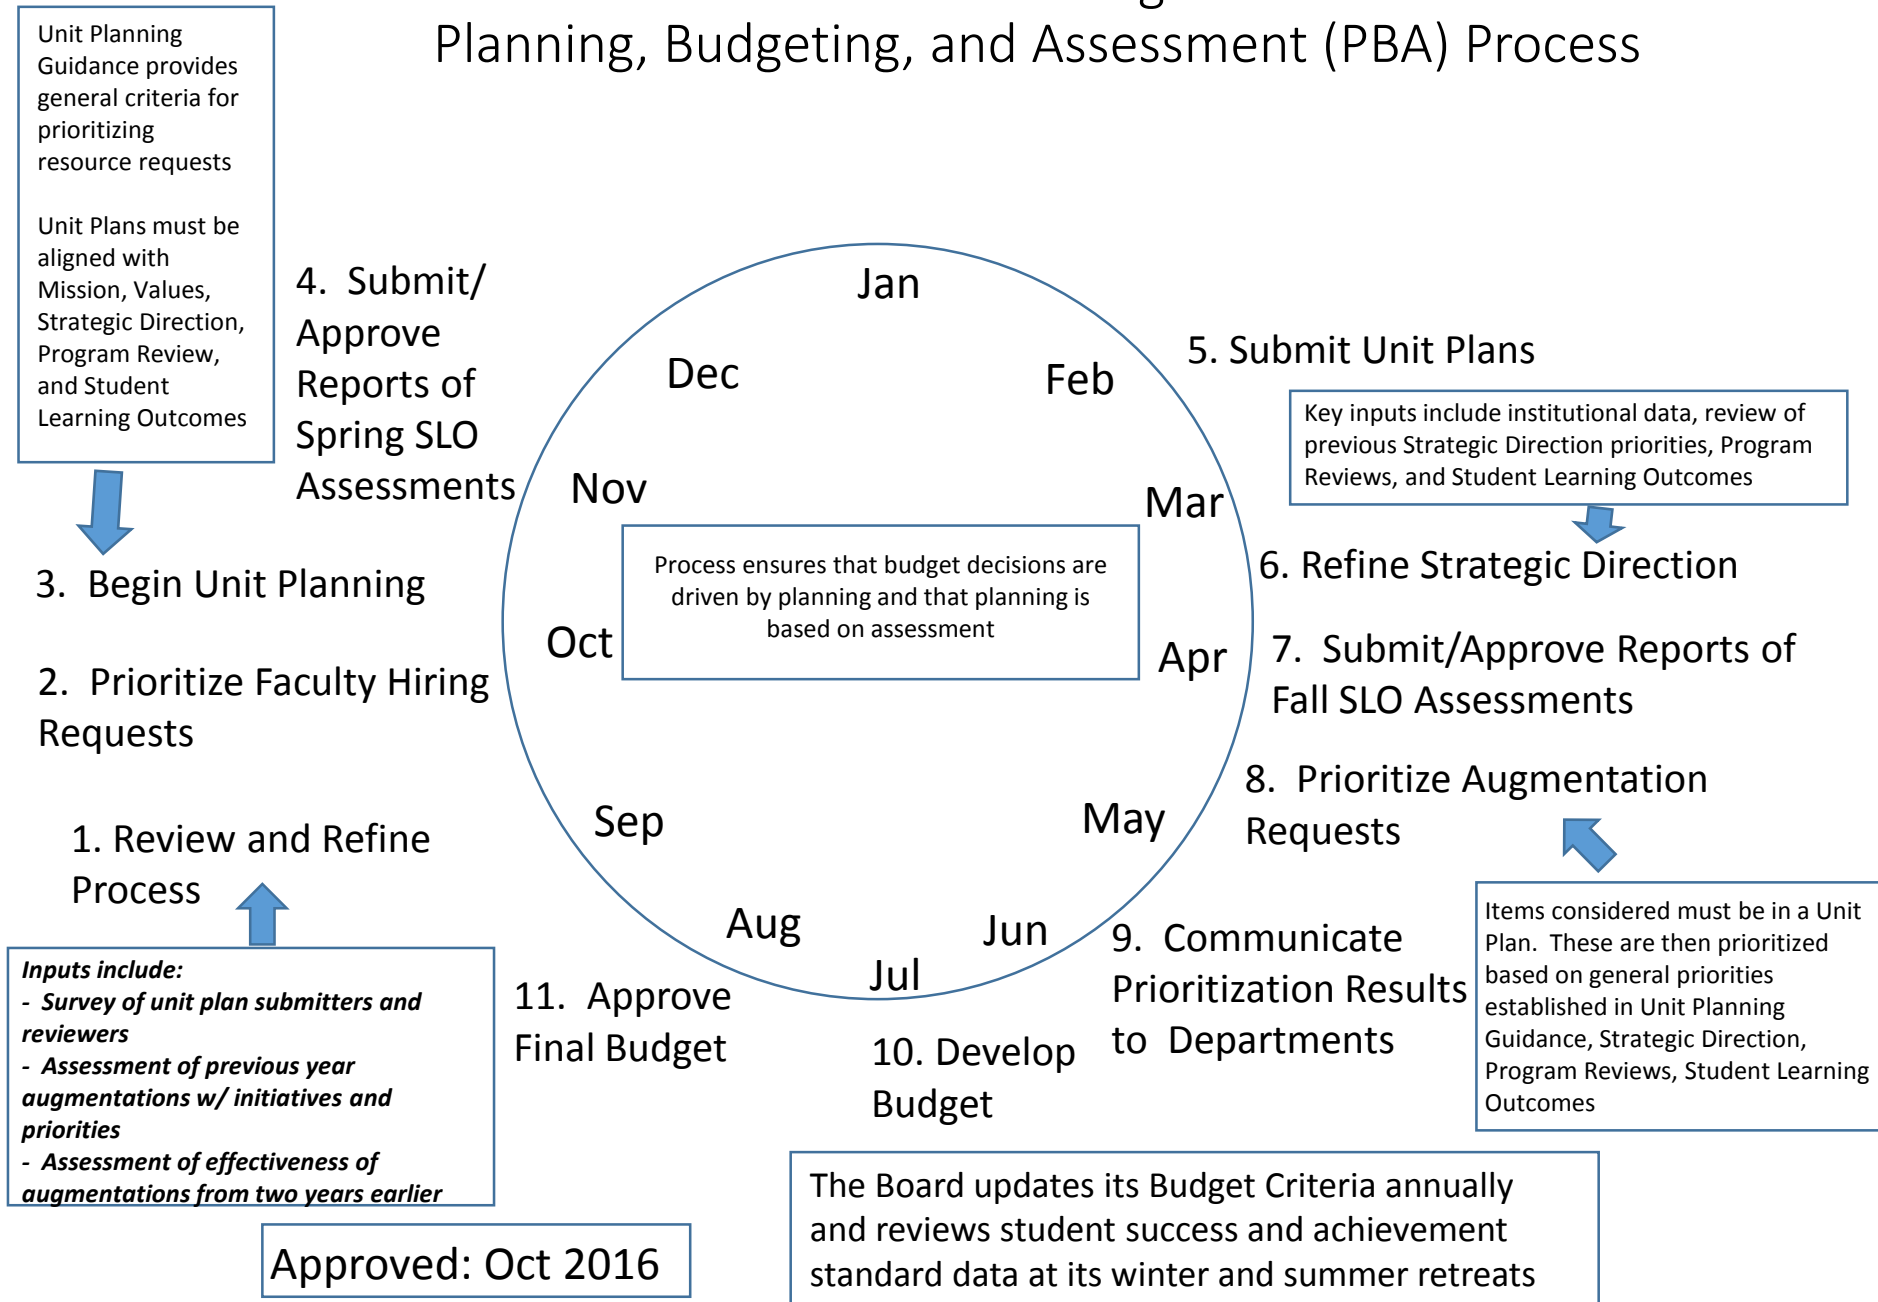 Planning, Budgeting, and Assessment (PBA) Process
Unit Planning
Guidance provides
general criteria for
prioritizing
resource requests
Unit Plans must be
aligned with
Mission, Values,
Strategic Direction,
Program Review,
and Student
Learning Outcomes
4. Submit/
Approve
Reports of
Spring SLO
Assessments
3. Begin Unit Planning
2. Prioritize Faculty Hiring
Requests
1. Review and Refine
Process
Inputs include:
- Survey of unit plan submitters and
reviewers
- Assessment of previous year
augmentations w/ initiatives and
priorities
- Assessment of effectiveness of
augmentations from two years earlier
Approved: Oct 2016
Jan
Feb
Mar
Apr
May
Jun
Jul
Aug
Sep
Oct
Nov
Dec
Process ensures that budget decisions are
driven by planning and that planning is
based on assessment
5. Submit Unit Plans
Key inputs include institutional data, review of
previous Strategic Direction priorities, Program
Reviews, and Student Learning Outcomes
6. Refine Strategic Direction
7. Submit/Approve Reports of
Fall SLO Assessments
8. Prioritize Augmentation
Requests
Items considered must be in a Unit
Plan. These are then prioritized
based on general priorities
established in Unit Planning
Guidance, Strategic Direction,
Program Reviews, Student Learning
Outcomes
9. Communicate
Prioritization Results
to Departments
10. Develop
Budget
11. Approve
Final Budget
The Board updates its Budget Criteria annually
and reviews student success and achievement
standard data at its winter and summer retreats